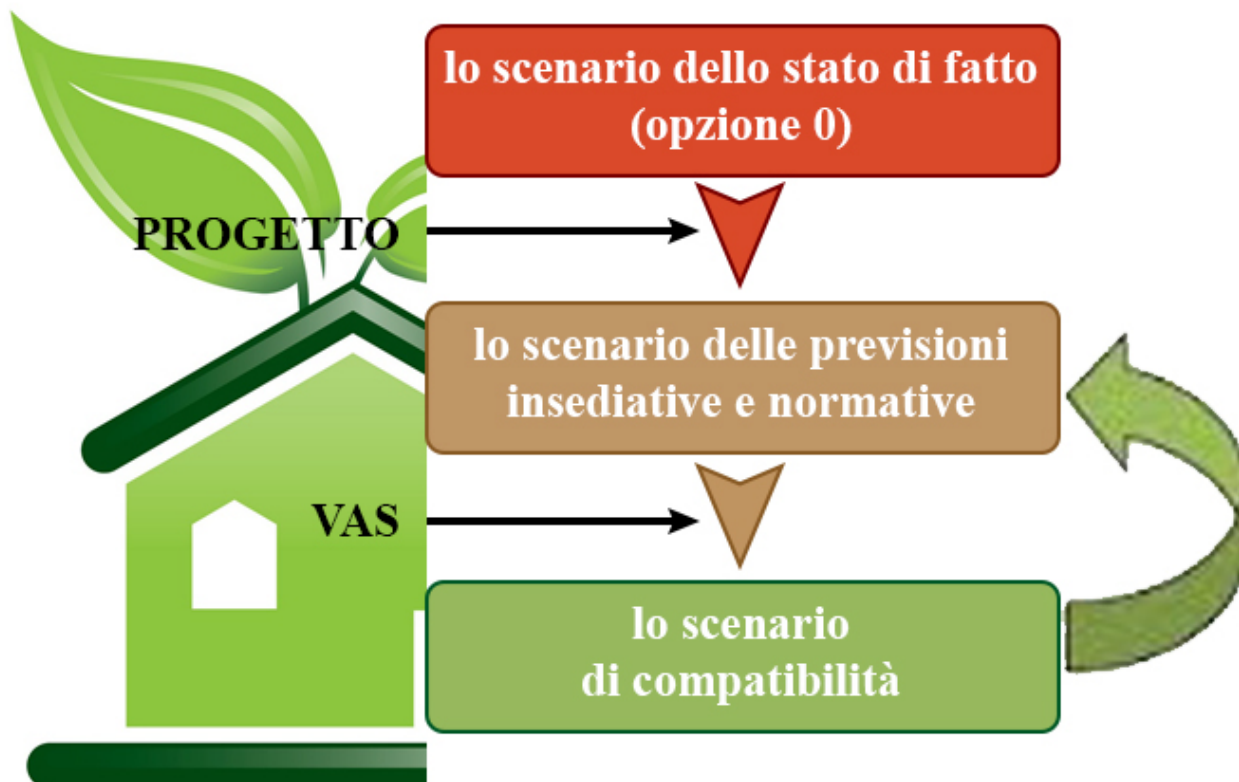 lo scenario dello stato di fatto
(opzione 0)
PROGETTO
lo scenario delle previsioni
insediative e normative
VAS
lo scenario
di compatibilità